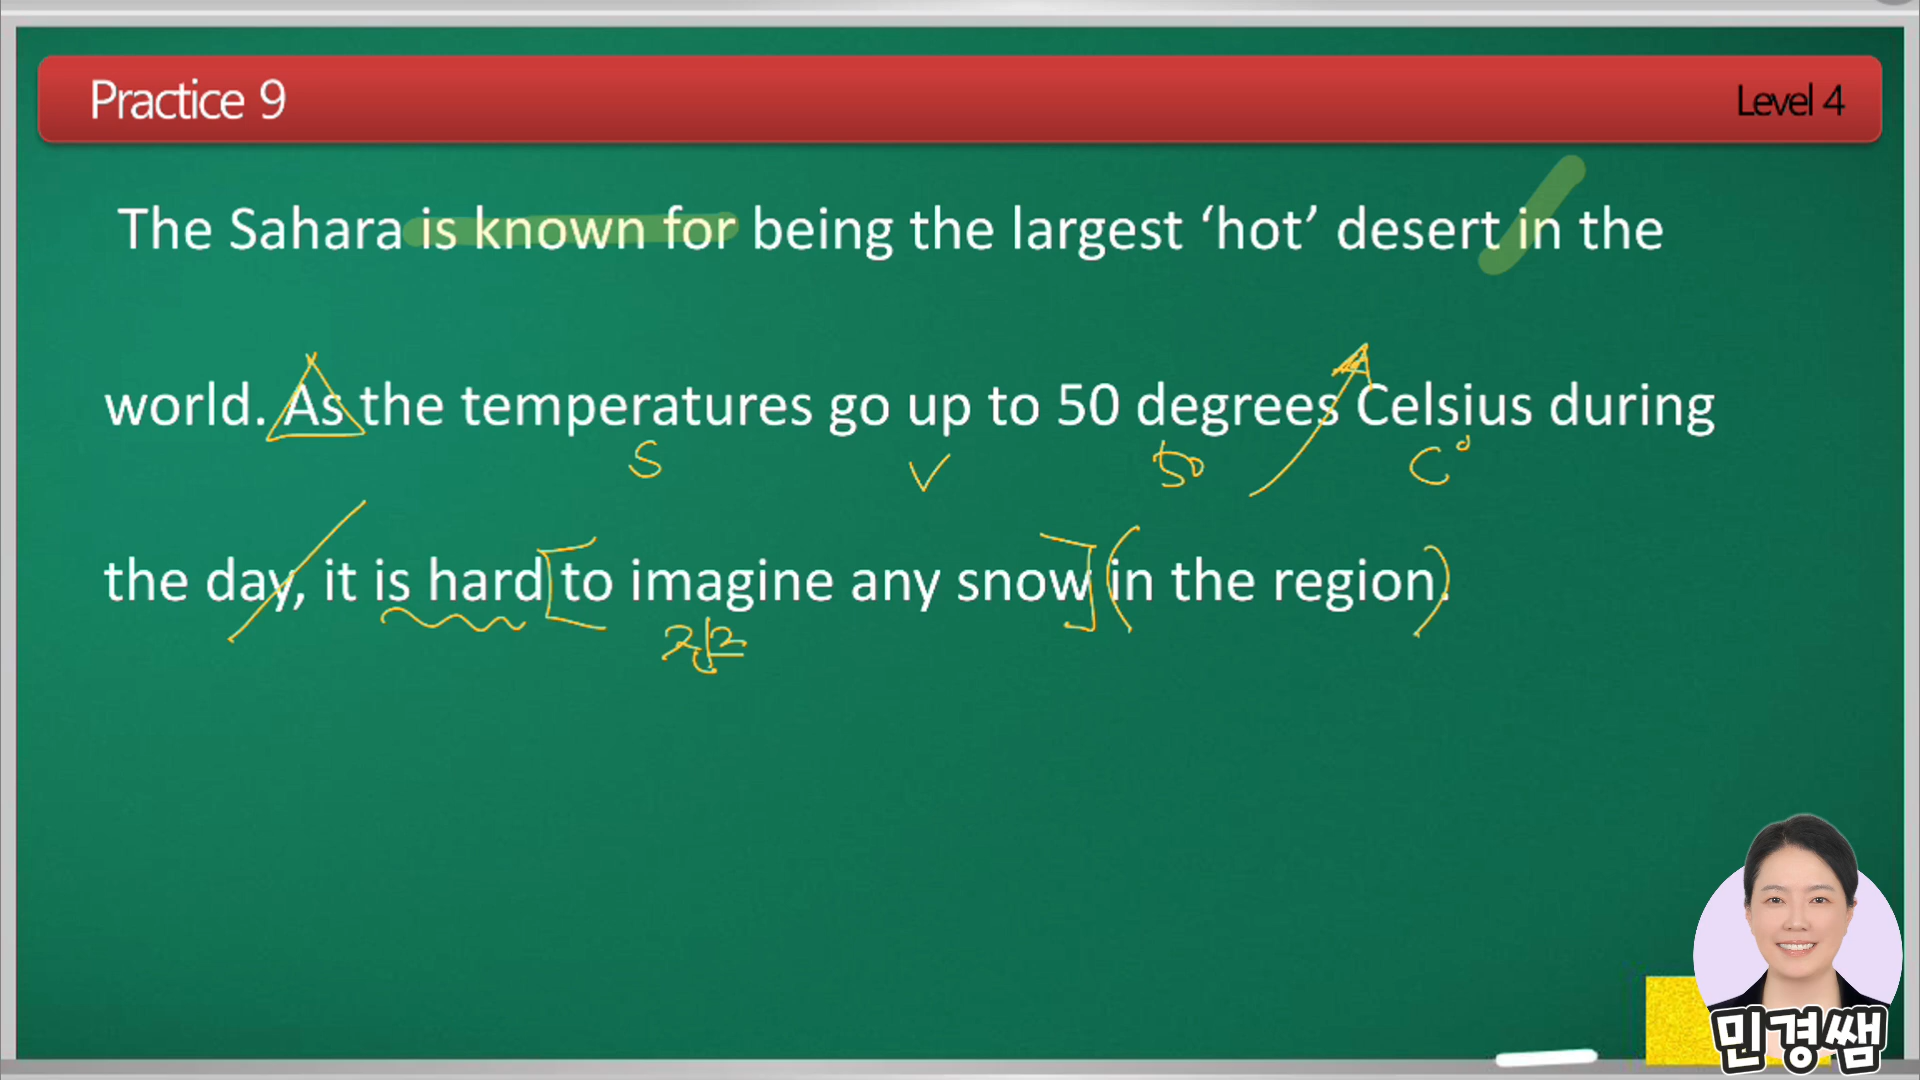 Practice 9
Level 4
The Sahara is known for being the largest ‘hot’ desert in the
world. As the temperatures go up to 50 degrees Celsius during
S V 50 C°
the day, it is hard to imagine any snow in the region.
민경쌤